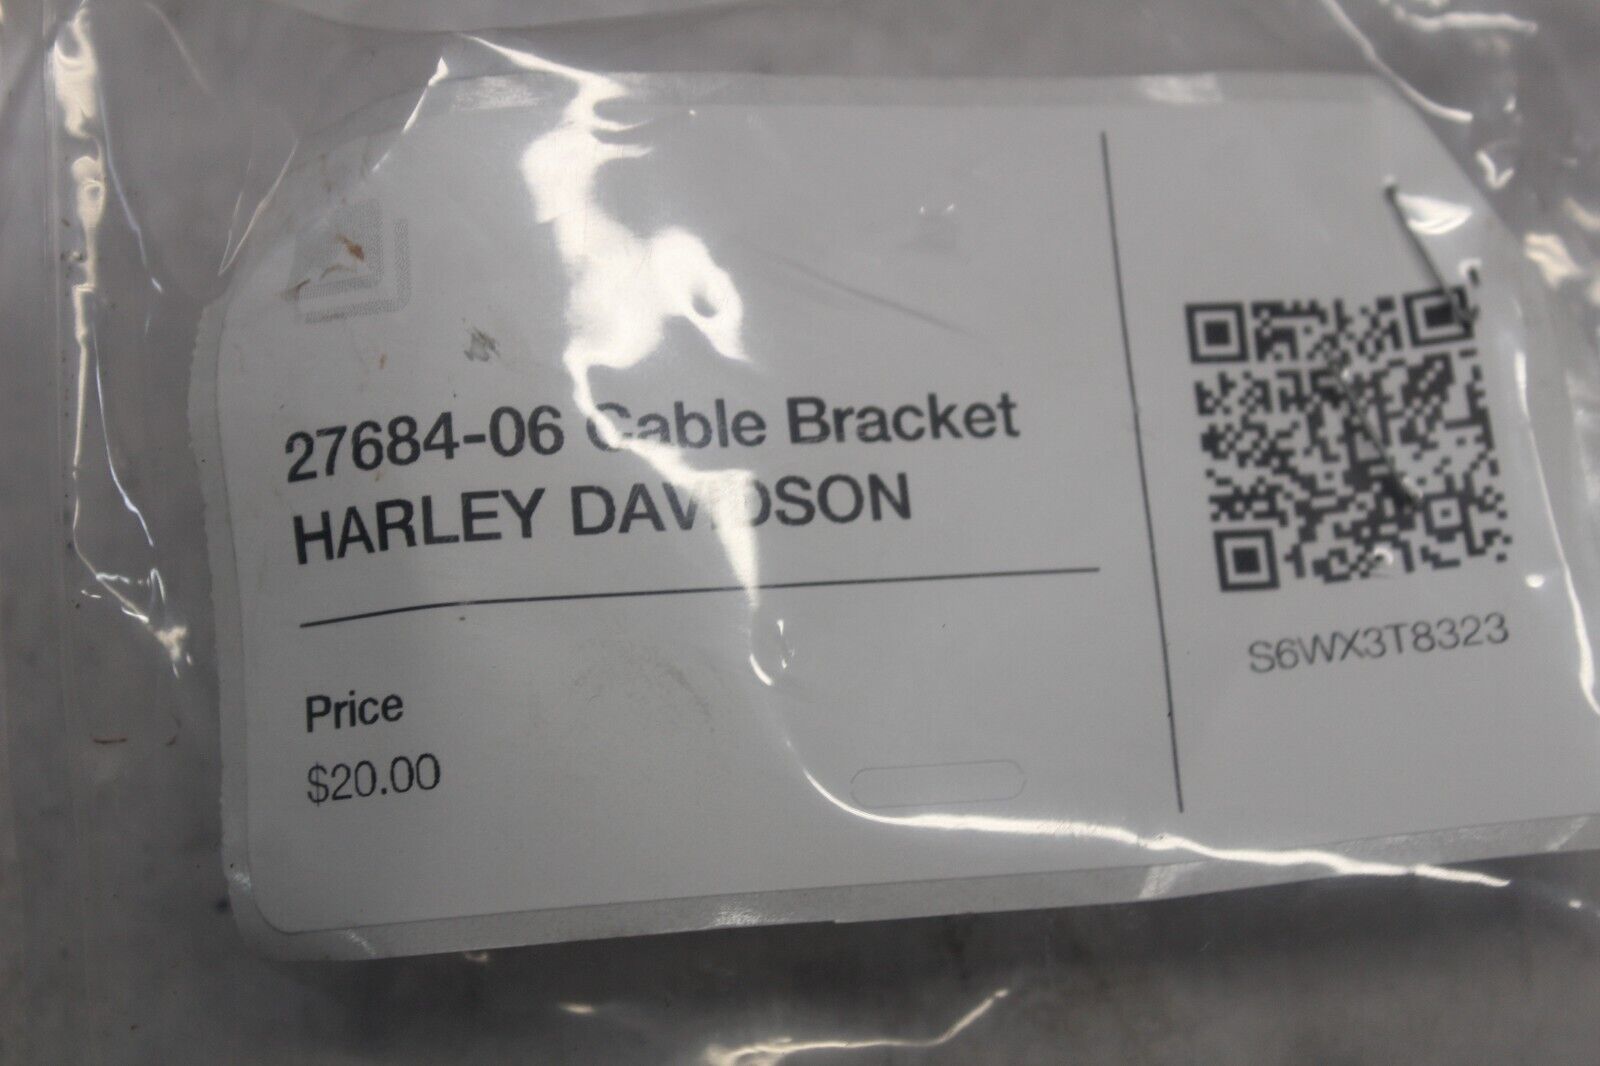 27684-06 Cable Bracket
HARLEY DAVIDSON
Price
$20.00
S6WX3T8323